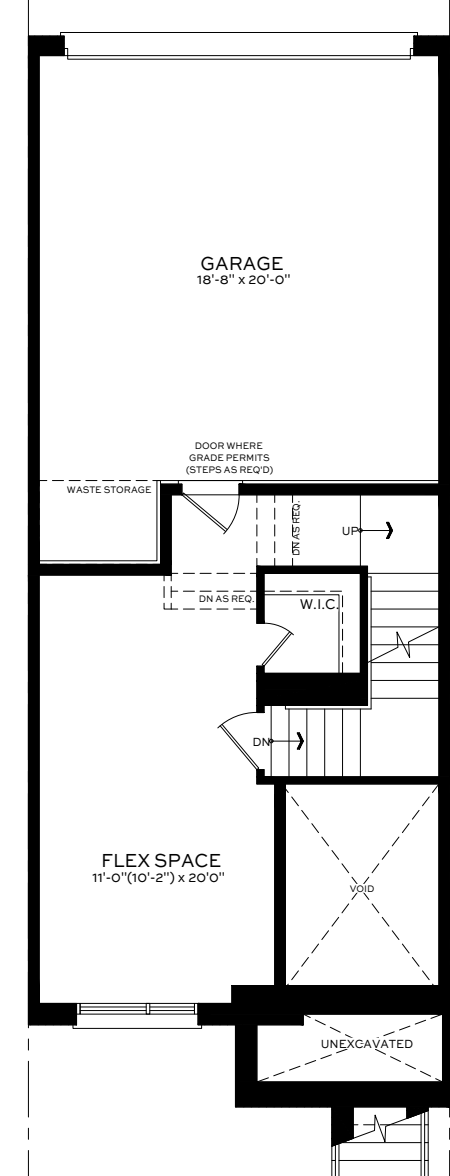 GARAGE
18'-8" x 20'-0"
DOOR WHERE
GRADE PERMITS
(STEPS AS REQ'D)
WASTE STORAGE
DN AS REQ.
UP
DN AS REQ.
W.I.C.
DN
FLEX SPACE
11'-0"(10'-2") x 20'0"
VOID
UNEXCAVATED